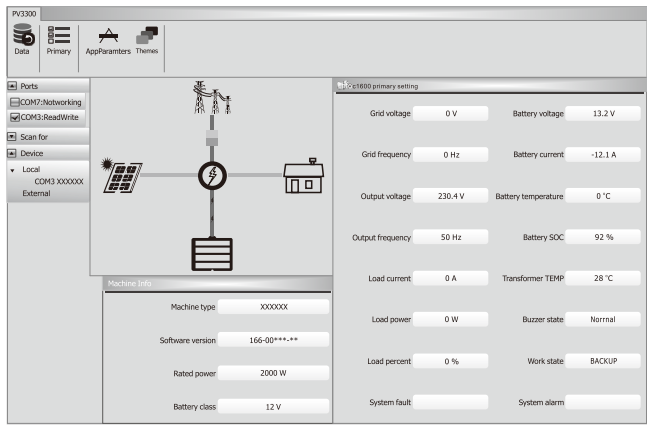 PV3300
Data
Primary
AppParamters
Themes
Ports
COM7:Notworking
COM3:ReadWrite
Scan for
Device
Local
COM3 XXXXXX
External
Machine Info
Machine type XXXXXX
Software version 166-00***-**
Rated power 2000 W
Battery class 12 V
c1600 primary setting
Grid voltage 0 V Battery voltage 13.2 V
Grid frequency 0 Hz Battery current -12.1 A
Output voltage 230.4 V Battery temperature 0 °C
Output frequency 50 Hz Battery SOC 92 %
Load current 0 A Transformer TEMP 28 °C
Load power 0 W Buzzer state Norrnal
Load percent 0 % Work state BACKUP
System fault System alarm